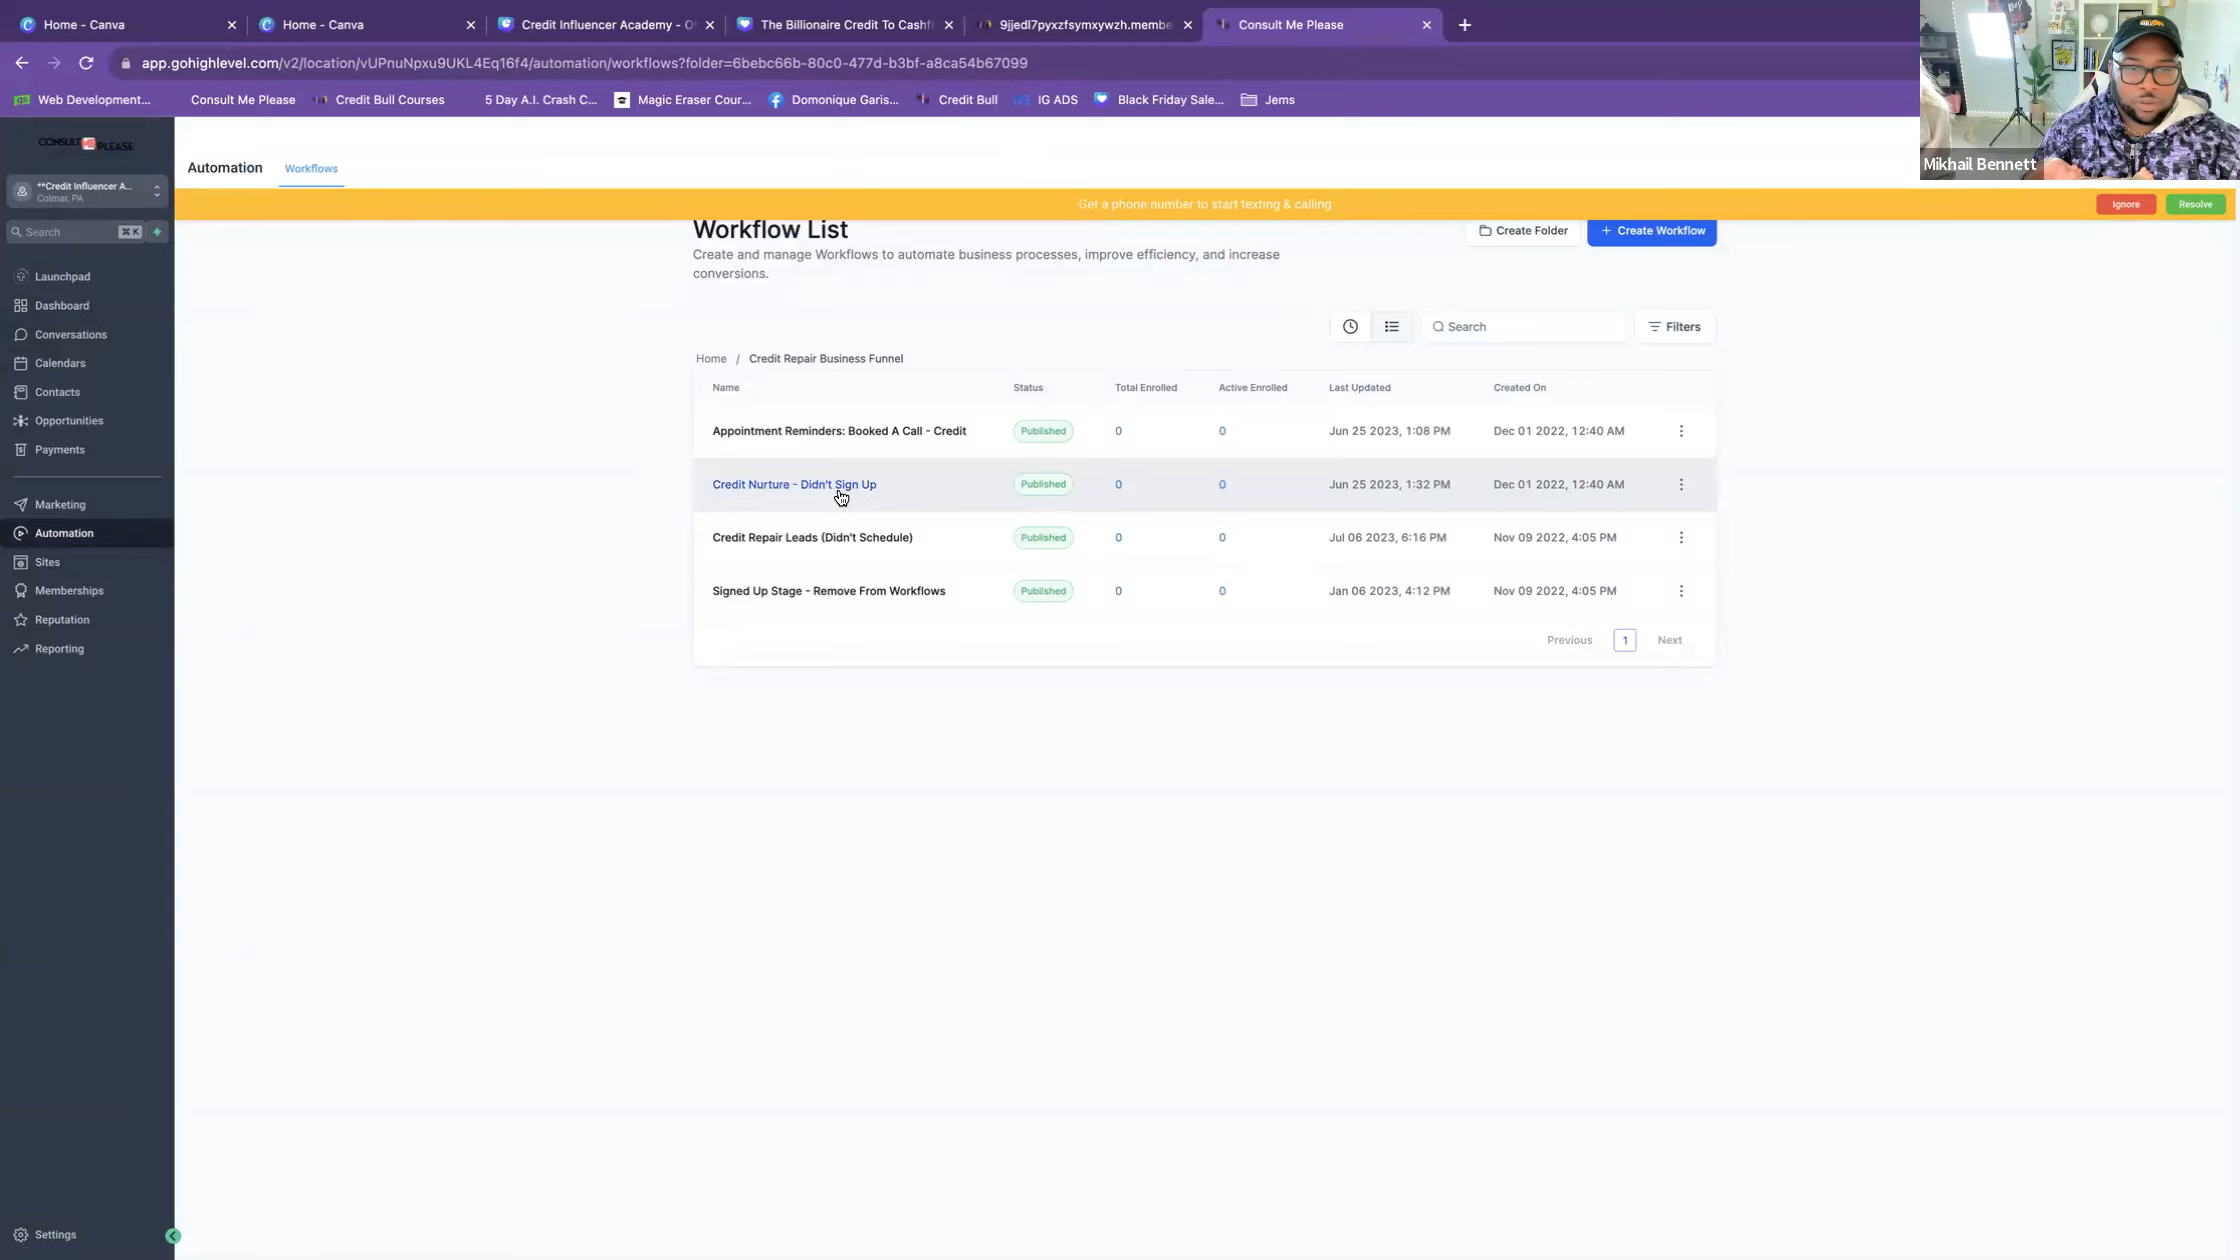 Home - Canva
Home - Canva
Credit Influencer Academy - O
The Billionaire Credit To Cashf
9jjedl7pyxzfsymxywzh.membe
Consult Me Please
app.gohighlevel.com/v2/location/vUPnuNpxu9UKL4Eq16f4/automation/workflows?folder=6bebc66b-80c0-477d-b3bf-a8ca54b67099
Web Development...
Consult Me Please
Credit Bull Courses
5 Day A.I. Crash C...
Magic Eraser Cour...
Domonique Garis...
Credit Bull
IG ADS
Black Friday Sale...
Jems
Mikhail Bennett
CONSULT ME PLEASE
**Credit Influencer A...
Colmar, PA
Search ⌘K
Launchpad
Dashboard
Conversations
Calendars
Contacts
Opportunities
Payments
Marketing
Automation
Sites
Memberships
Reputation
Reporting
Settings
Automation Workflows
Get a phone number to start texting & calling Ignore Resolve
Workflow List
Create Folder + Create Workflow
Create and manage Workflows to automate business processes, improve efficiency, and increase
conversions.
Search Filters
Home / Credit Repair Business Funnel
Name Status Total Enrolled Active Enrolled Last Updated Created On
Appointment Reminders: Booked A Call - Credit Published 0 0 Jun 25 2023, 1:08 PM Dec 01 2022, 12:40 AM
Credit Nurture - Didn't Sign Up Published 0 0 Jun 25 2023, 1:32 PM Dec 01 2022, 12:40 AM
Credit Repair Leads (Didn't Schedule) Published 0 0 Jul 06 2023, 6:16 PM Nov 09 2022, 4:05 PM
Signed Up Stage - Remove From Workflows Published 0 0 Jan 06 2023, 4:12 PM Nov 09 2022, 4:05 PM
Previous 1 Next